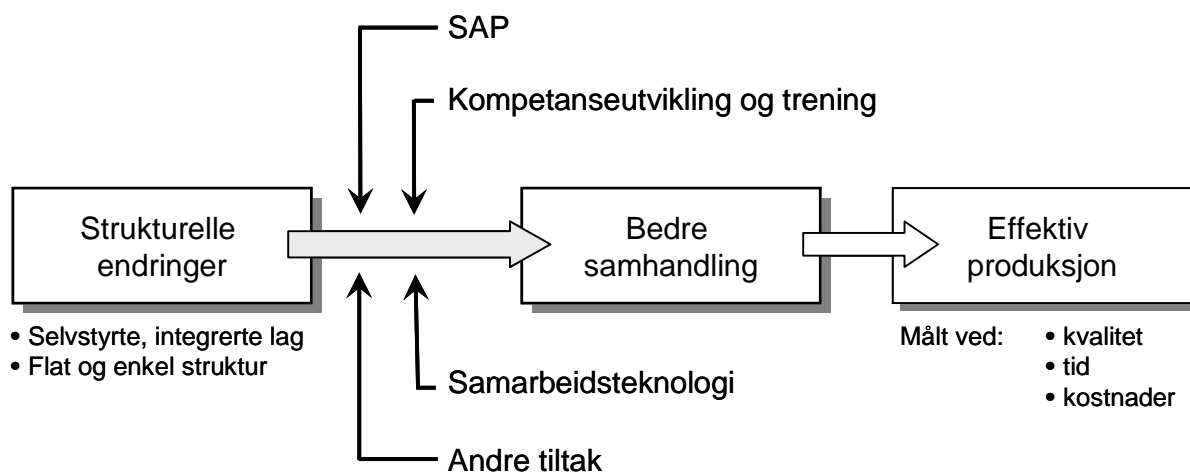 SAP
Kompetanseutvikling og trening
Strukturelle
endringer
Bedre
samhandling
Effektiv
produksjon
• Selvstyrte, integrerte lag
• Flat og enkel struktur
Målt ved: • kvalitet
• tid
• kostnader
Samarbeidsteknologi
Andre tiltak